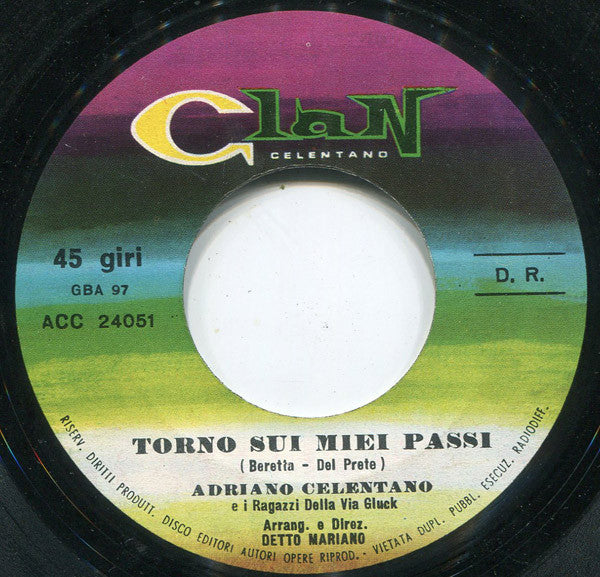 Clan
CELENTANO
45 giri
GBA 97
ACC 24051
D. R.
TORNO SUI MIEI PASSI
( Beretta - Del Prete )
ADRIANO CELENTANO
e i Ragazzi Della Via Gluck
Arrang. e Direz.
DETTO MARIANO
RISERV. DIRITTI PRODUTT. DISCO EDITORI AUTORI OPERE RIPROD. - VIETATA DUPL. PUBBL. ESECUZ. RADIODIFF.